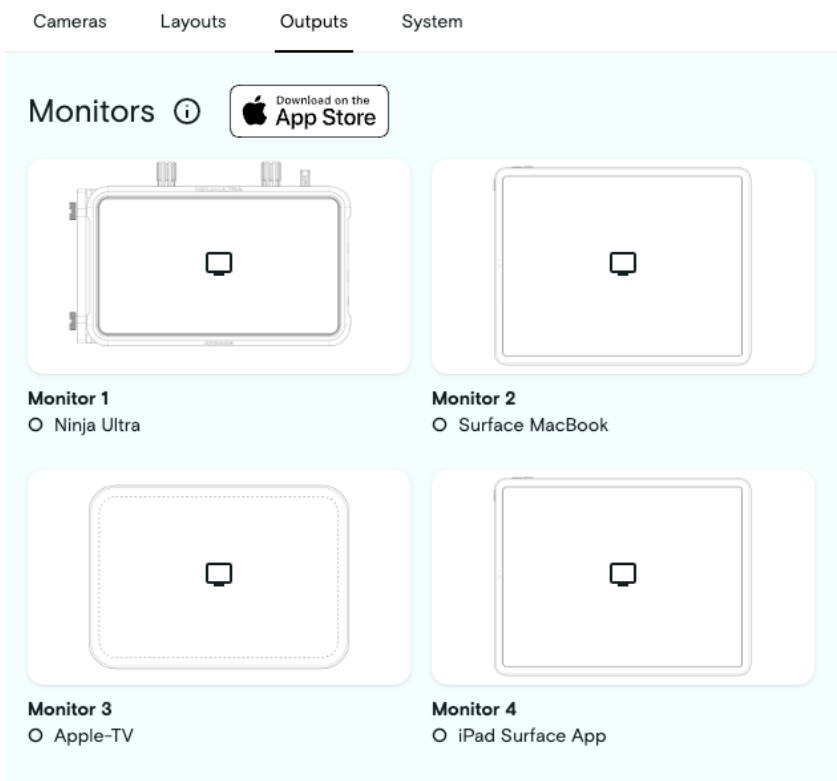 Cameras Layouts Outputs System
Monitors
Download on the
App Store
Monitor 1
Ninja Ultra
Monitor 2
Surface MacBook
Monitor 3
Apple-TV
Monitor 4
iPad Surface App